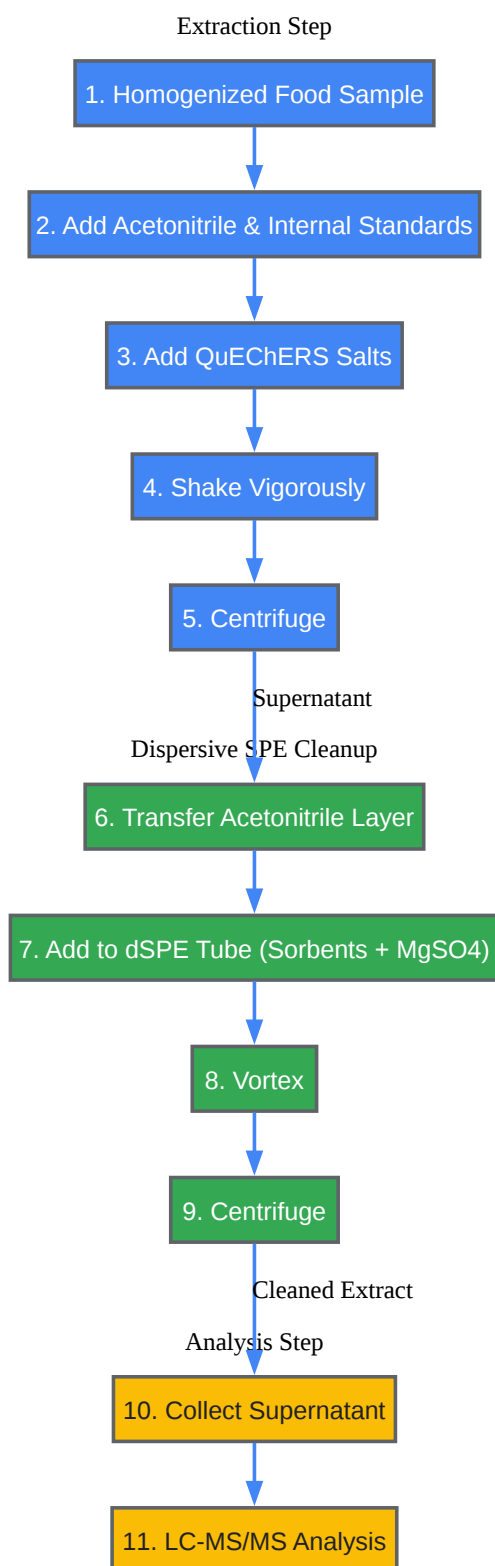 Extraction Step
1. Homogenized Food Sample
2. Add Acetonitrile & Internal Standards
3. Add QuEChERS Salts
4. Shake Vigorously
5. Centrifuge
Supernatant
Dispersive SPE Cleanup
6. Transfer Acetonitrile Layer
7. Add to dSPE Tube (Sorbents + MgSO4)
8. Vortex
9. Centrifuge
Cleaned Extract
Analysis Step
10. Collect Supernatant
11. LC-MS/MS Analysis